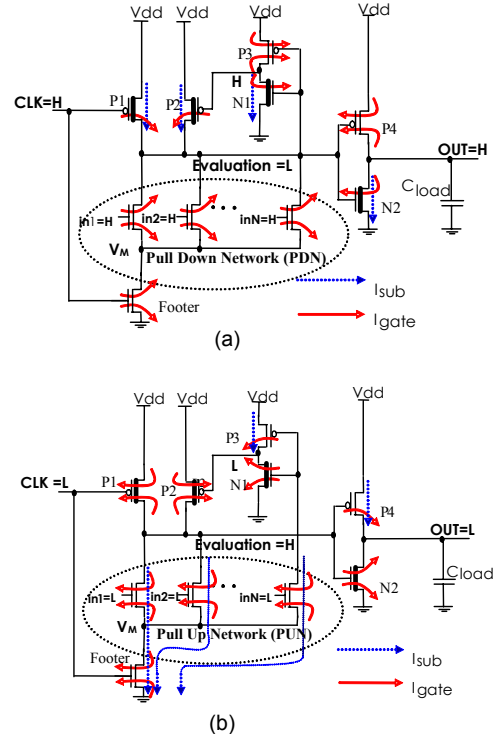 Vdd Vdd Vdd Vdd
P3
CLK=H P1 P2 H
N1
P4
Evaluation =L OUT=H
Cload
in1=H in2=H • • • inN=H N2
VM Pull Down Network (PDN)
Footer Isub
Igate
(a)
Vdd Vdd Vdd Vdd
P3
CLK =L P1 P2 L
N1
P4
Evaluation =H OUT=L
Cload
in1=L in2=L • • inN=L N2
VM Pull Up Network (PUN)
Footer Isub
Igate
(b)